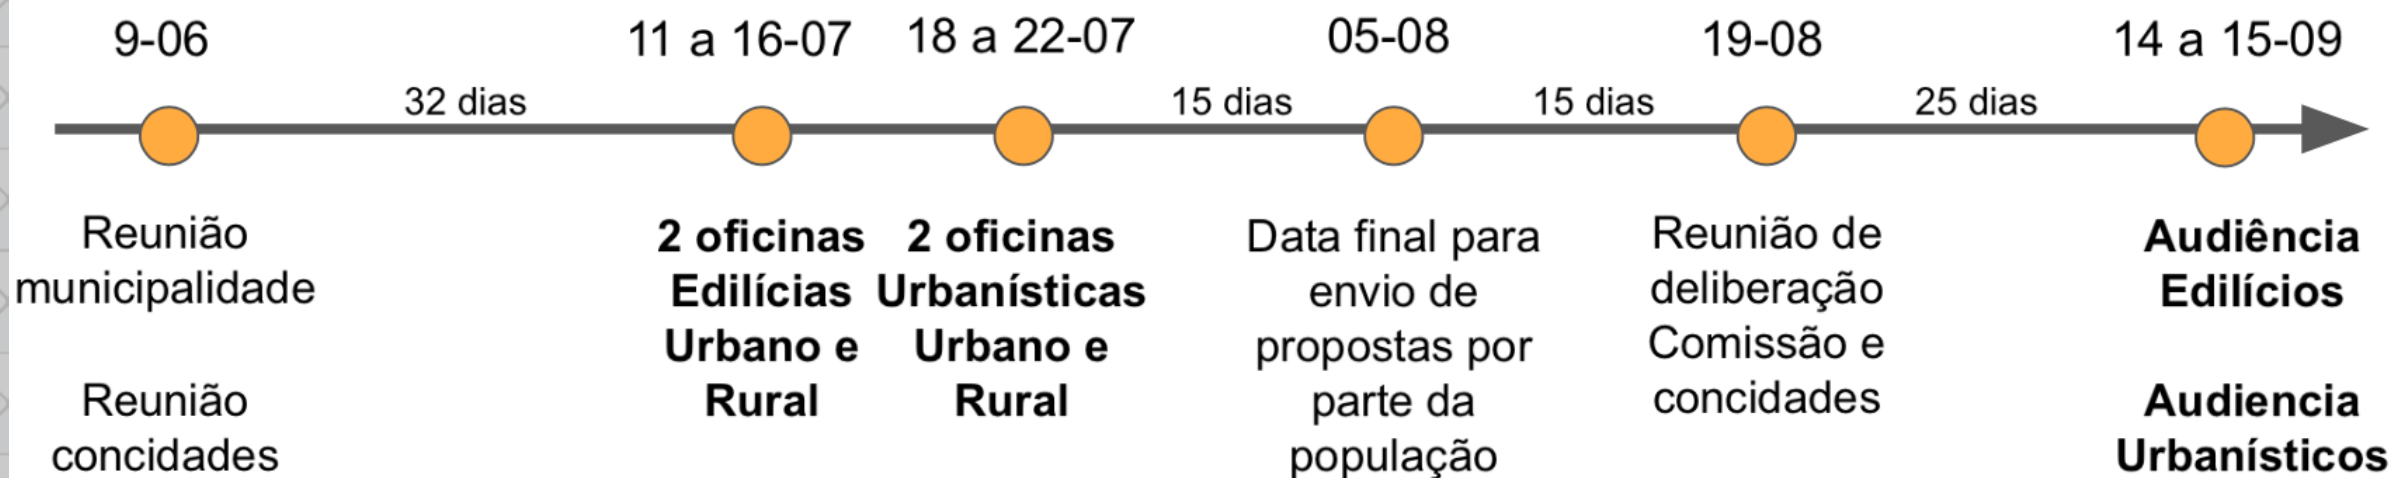 9-06
11 a 16-07
18 a 22-07
05-08
19-08
14 a 15-09
32 dias
15 dias
15 dias
25 dias
Reunião
municipalidade
Reunião
concidades
2 oficinas
Edilícias
Urbano e
Rural
2 oficinas
Urbanísticas
Urbano e
Rural
Data final para
envio de
propostas por
parte da
população
Reunião de
deliberação
Comissão e
concidades
Audiência
Edilícios
Audiencia
Urbanísticos